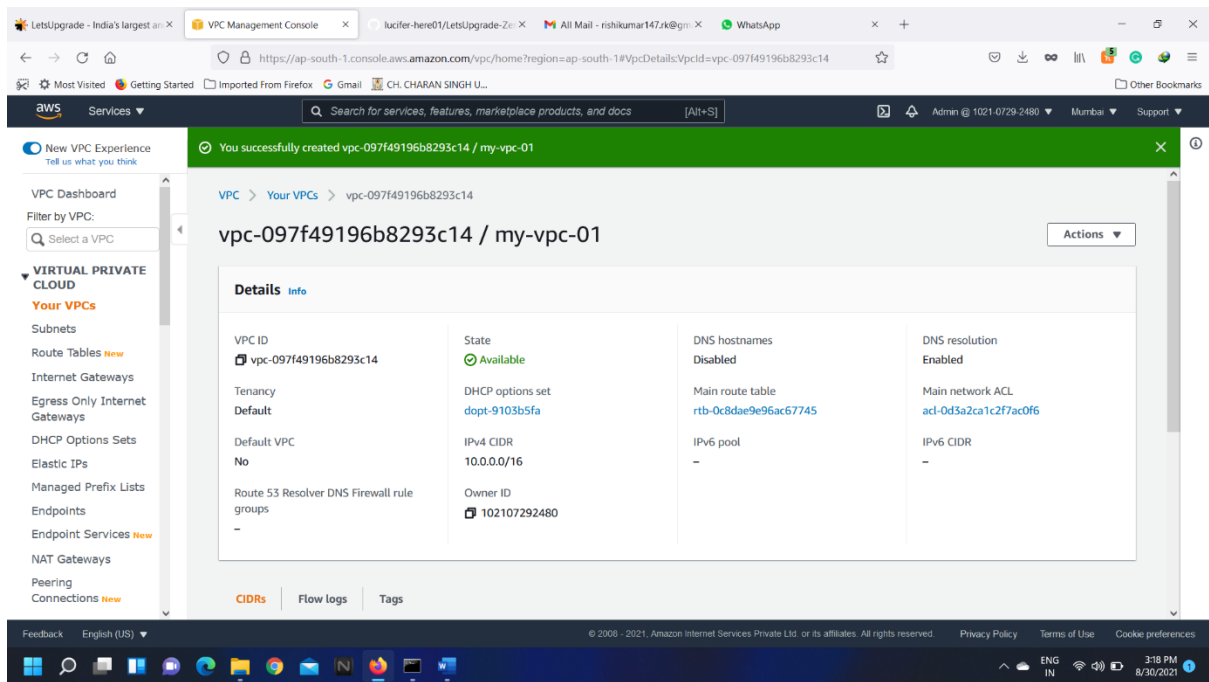 LetsUpgrade - India's largest an
VPC Management Console
lucifer-here01/LetsUpgrade-Ze
All Mail - rishikumar147.rk@gm
WhatsApp
https://ap-south-1.console.aws.amazon.com/vpc/home?region=ap-south-1#VpcDetails:VpcId=vpc-097f49196b8293c14
5
Most Visited
Getting Started
Imported From Firefox
Gmail
CH. CHARAN SINGH U...
Other Bookmarks
aws
Services ▼
Search for services, features, marketplace products, and docs [Alt+S]
Admin @ 1021-0729-2480 ▼
Mumbai ▼
Support ▼
New VPC Experience
Tell us what you think
You successfully created vpc-097f49196b8293c14 / my-vpc-01
VPC Dashboard
Filter by VPC:
Select a VPC
VIRTUAL PRIVATE
CLOUD
Your VPCs
Subnets
Route Tables New
Internet Gateways
Egress Only Internet
Gateways
DHCP Options Sets
Elastic IPs
Managed Prefix Lists
Endpoints
Endpoint Services New
NAT Gateways
Peering
Connections New
VPC > Your VPCs > vpc-097f49196b8293c14
vpc-097f49196b8293c14 / my-vpc-01
Actions ▼
Details Info
VPC ID
vpc-097f49196b8293c14
State
Available
DNS hostnames
Disabled
DNS resolution
Enabled
Tenancy
Default
DHCP options set
dopt-9103b5fa
Main route table
rtb-0c8dae9e96ac67745
Main network ACL
acl-0d3a2ca1c2f7ac0f6
Default VPC
No
IPv4 CIDR
10.0.0.0/16
IPv6 pool
–
IPv6 CIDR
–
Route 53 Resolver DNS Firewall rule
groups
–
Owner ID
102107292480
CIDRs
Flow logs
Tags
Feedback
English (US) ▼
© 2008 - 2021, Amazon Internet Services Private Ltd. or its affiliates. All rights reserved.
Privacy Policy
Terms of Use
Cookie preferences
ENG
IN
3:18 PM
8/30/2021
1